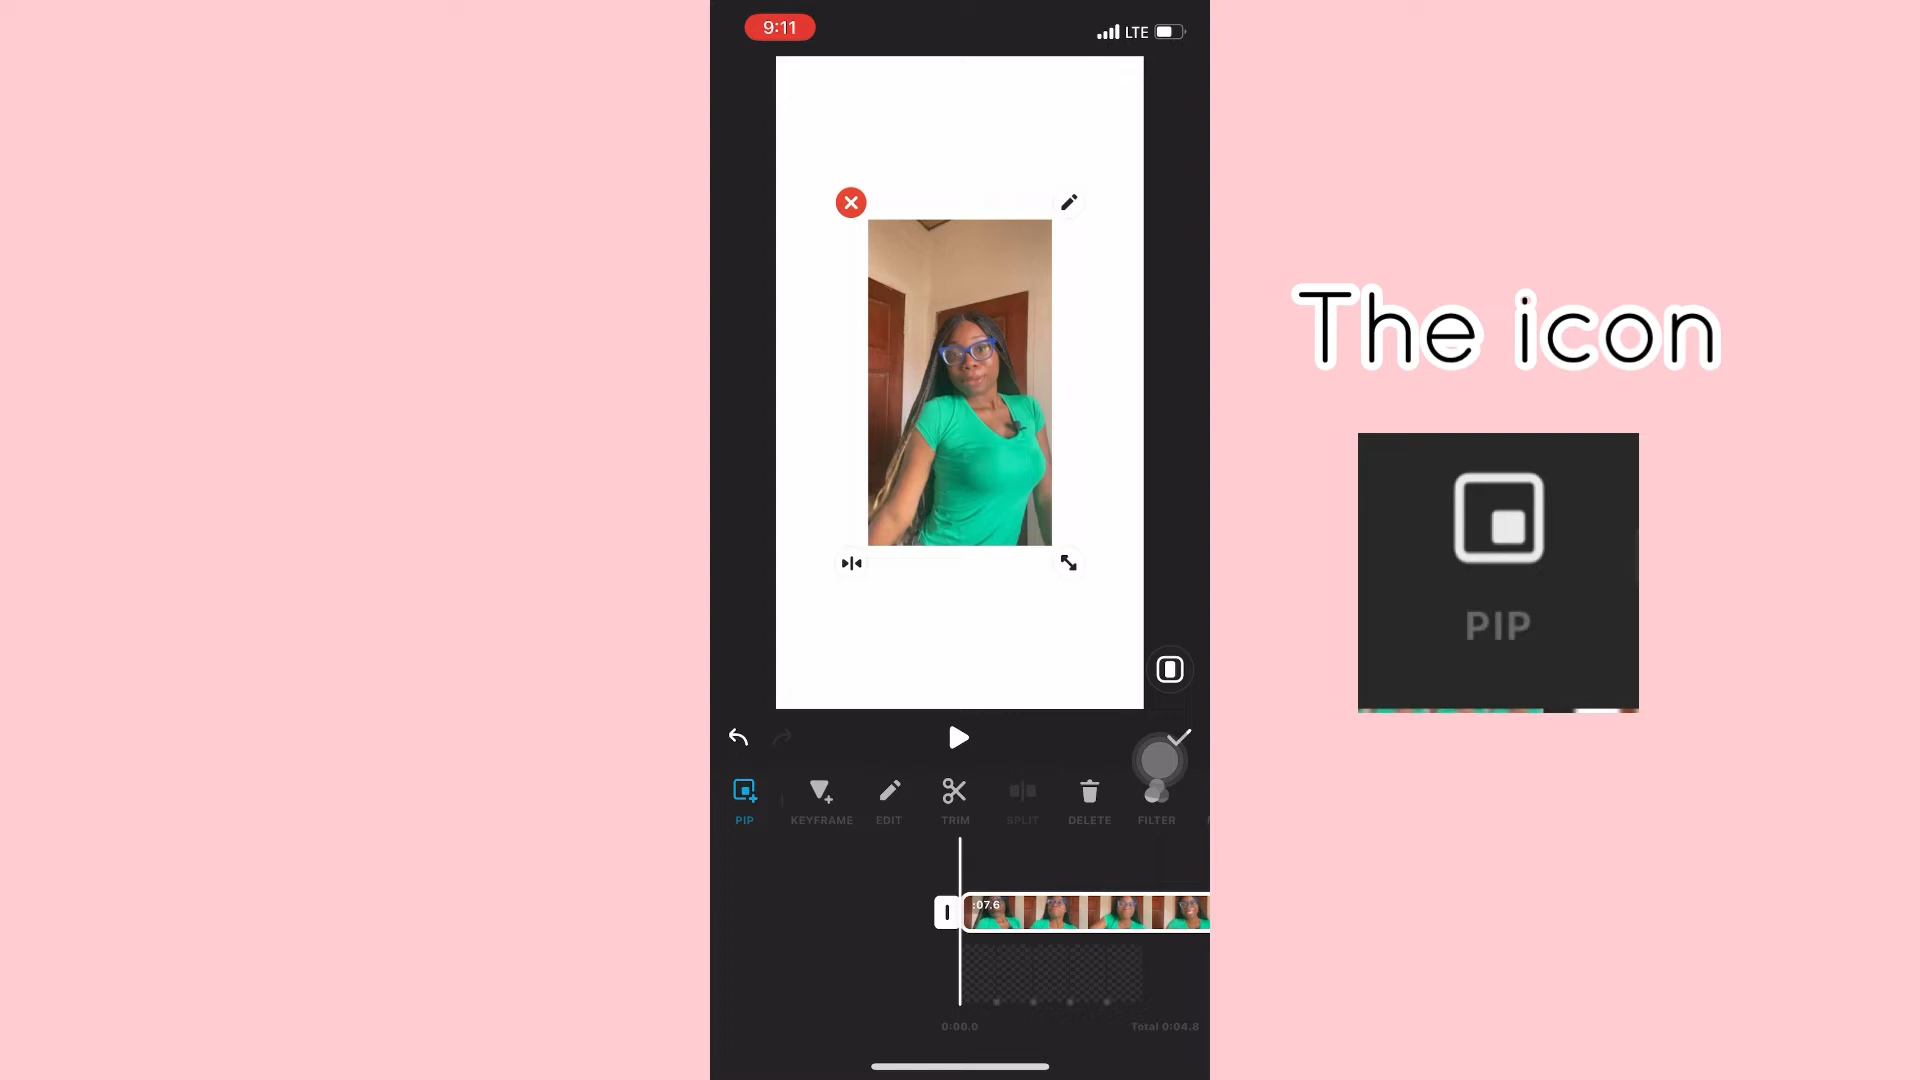 9:11
LTE
The icon
PIP
PIP
KEYFRAME
EDIT
TRIM
SPLIT
DELETE
FILTER
:07.6
0:00.0
Total 0:04.8